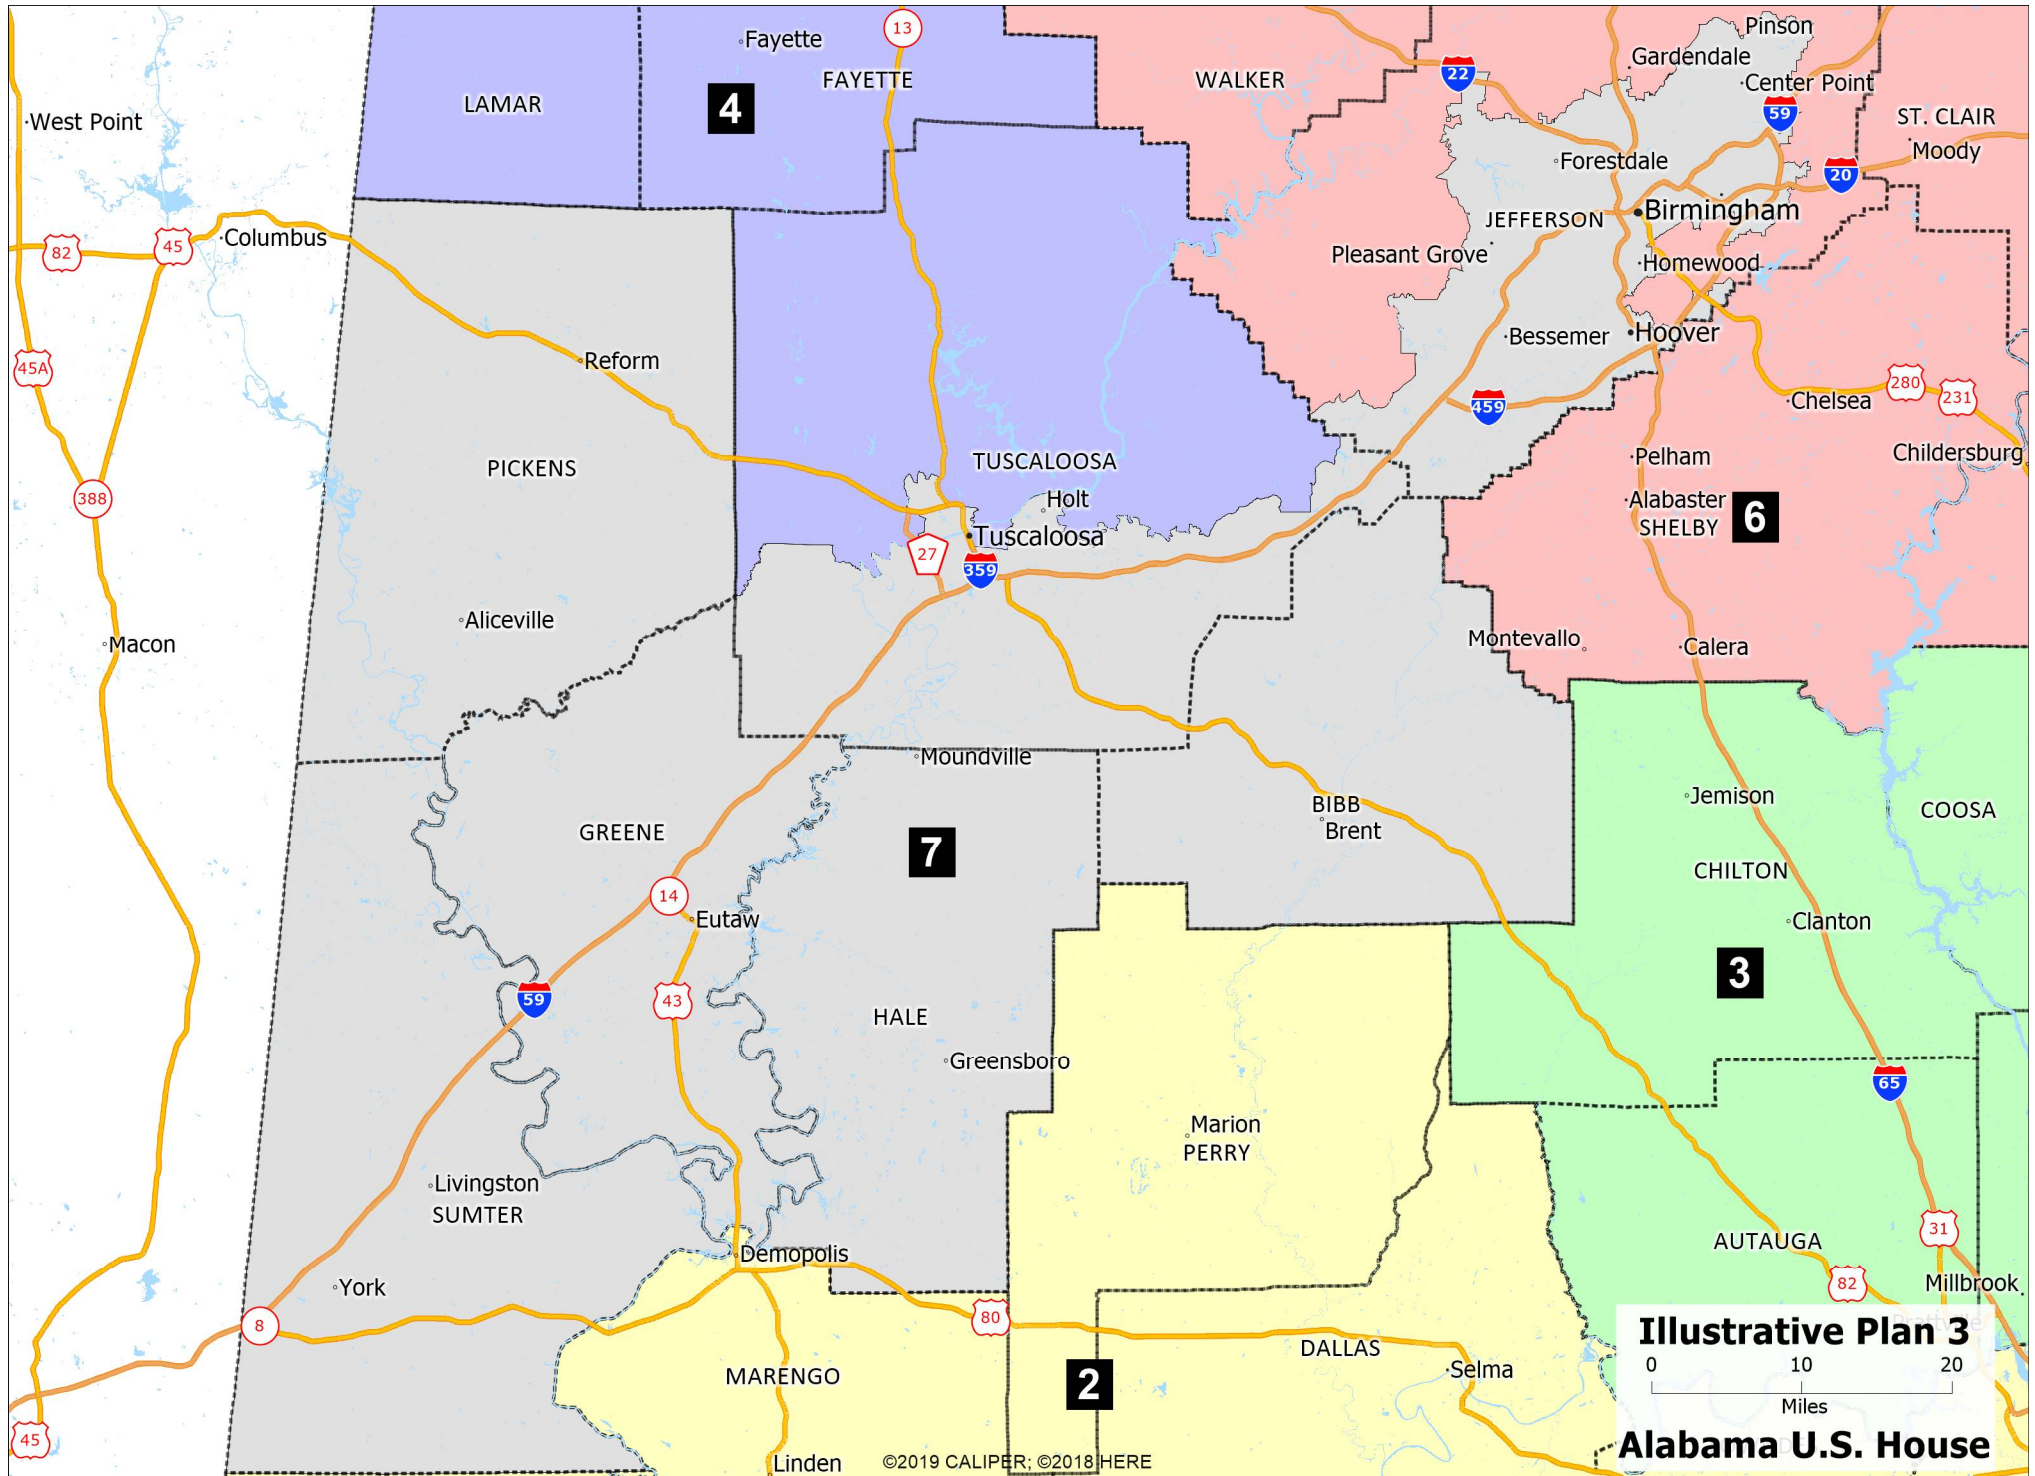 Pinson
13
Fayette
Gardendale
22
FAYETTE
WALKER
Center Point
LAMAR
4
59
ST. CLAIR
West Point
Moody
Forestdale
20
Birmingham
JEFFERSON
Columbus
82
45
Pleasant Grove
Homewood
Hoover
Bessemer
Reform
45A
280
231
Chelsea
459
Childersburg
TUSCALOOSA
Pelham
PICKENS
388
Holt
Alabaster
6
SHELBY
Tuscaloosa
27
359
Aliceville
Macon
Montevallo
Calera
Moundville
Jemison
BIBB
COOSA
Brent
GREENE
7
CHILTON
14
Eutaw
Clanton
3
59
43
HALE
Greensboro
65
Marion
PERRY
Livingston
SUMTER
31
AUTAUGA
Demopolis
82
Millbrook
York
80
8
Prattville
Illustrative Plan 3
0 10 20
Miles
DALLAS
Selma
MARENGO
2
45
Alabama U.S. House
Linden
©2019 CALIPER; ©2018 HERE